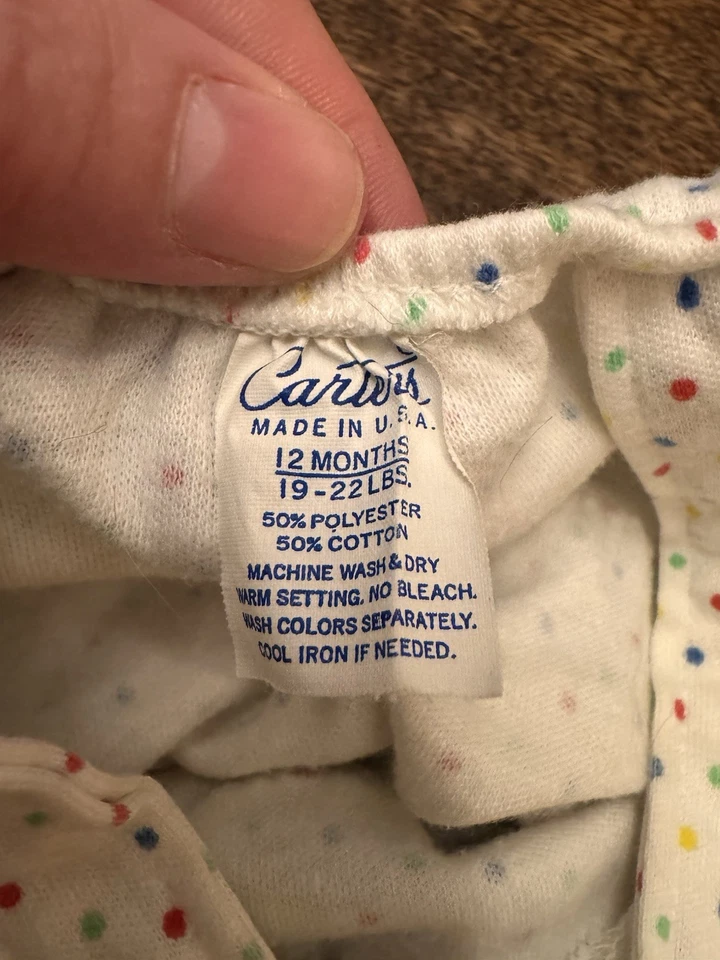 Carter's
MADE IN U.S.A.
12 MONTHS
19-22 LBS.
50% POLYESTER
50% COTTON
MACHINE WASH & DRY
WARM SETTING. NO BLEACH.
WASH COLORS SEPARATELY.
COOL IRON IF NEEDED.